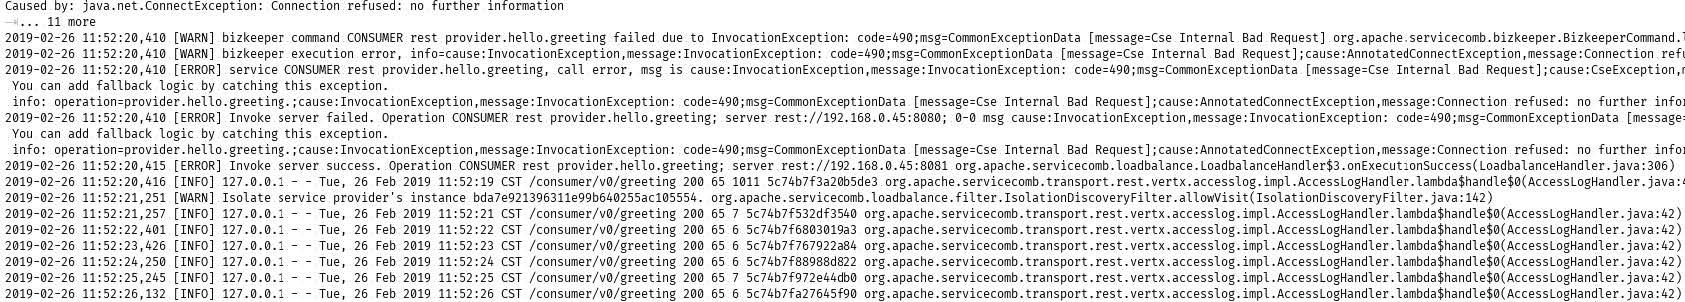 Caused by: java.net.ConnectException: Connection refused: no further information
... 11 more
2019-02-26 11:52:20,410 [WARN] bizkeeper command CONSUMER rest provider.hello.greeting failed due to InvocationException: code=490;msg=CommonExceptionData [message=Cse Internal Bad Request] org.apache.servicecomb.bizkeeper.BizkeeperCommand.
2019-02-26 11:52:20,410 [WARN] bizkeeper execution error, info=cause:InvocationException,message:InvocationException: code=490;msg=CommonExceptionData [message=Cse Internal Bad Request];cause:AnnotatedConnectException,message:Connection refu
2019-02-26 11:52:20,410 [ERROR] service CONSUMER rest provider.hello.greeting, call error, msg is cause:InvocationException,message:InvocationException: code=490;msg=CommonExceptionData [message=Cse Internal Bad Request];cause:CseException,m
You can add fallback logic by catching this exception.
info: operation=provider.hello.greeting.;cause:InvocationException,message:InvocationException: code=490;msg=CommonExceptionData [message=Cse Internal Bad Request];cause:AnnotatedConnectException,message:Connection refused: no further infor
2019-02-26 11:52:20,410 [ERROR] Invoke server failed. Operation CONSUMER rest provider.hello.greeting; server rest://192.168.0.45:8080; 0-0 msg cause:InvocationException,message:InvocationException: code=490;msg=CommonExceptionData [message=
You can add fallback logic by catching this exception.
info: operation=provider.hello.greeting.;cause:InvocationException,message:InvocationException: code=490;msg=CommonExceptionData [message=Cse Internal Bad Request];cause:AnnotatedConnectException,message:Connection refused: no further infor
2019-02-26 11:52:20,415 [ERROR] Invoke server success. Operation CONSUMER rest provider.hello.greeting; server rest://192.168.0.45:8081 org.apache.servicecomb.loadbalance.LoadbalanceHandler$3.onExecutionSuccess(LoadbalanceHandler.java:306)
2019-02-26 11:52:20,416 [INFO] 127.0.0.1 - - Tue, 26 Feb 2019 11:52:19 CST /consumer/v0/greeting 200 65 1011 5c74b7f3a20b5de3 org.apache.servicecomb.transport.rest.vertx.accesslog.impl.AccessLogHandler.lambda$handle$0(AccessLogHandler.java:4
2019-02-26 11:52:21,251 [WARN] Isolate service provider's instance bda7e921396311e99b640255ac105554. org.apache.servicecomb.loadbalance.filter.IsolationDiscoveryFilter.allowVisit(IsolationDiscoveryFilter.java:142)
2019-02-26 11:52:21,257 [INFO] 127.0.0.1 - - Tue, 26 Feb 2019 11:52:21 CST /consumer/v0/greeting 200 65 7 5c74b7f532df3540 org.apache.servicecomb.transport.rest.vertx.accesslog.impl.AccessLogHandler.lambda$handle$0(AccessLogHandler.java:42)
2019-02-26 11:52:22,401 [INFO] 127.0.0.1 - - Tue, 26 Feb 2019 11:52:22 CST /consumer/v0/greeting 200 65 6 5c74b7f6803019a3 org.apache.servicecomb.transport.rest.vertx.accesslog.impl.AccessLogHandler.lambda$handle$0(AccessLogHandler.java:42)
2019-02-26 11:52:23,426 [INFO] 127.0.0.1 - - Tue, 26 Feb 2019 11:52:23 CST /consumer/v0/greeting 200 65 6 5c74b7f767922a84 org.apache.servicecomb.transport.rest.vertx.accesslog.impl.AccessLogHandler.lambda$handle$0(AccessLogHandler.java:42)
2019-02-26 11:52:24,250 [INFO] 127.0.0.1 - - Tue, 26 Feb 2019 11:52:24 CST /consumer/v0/greeting 200 65 6 5c74b7f88988d822 org.apache.servicecomb.transport.rest.vertx.accesslog.impl.AccessLogHandler.lambda$handle$0(AccessLogHandler.java:42)
2019-02-26 11:52:25,245 [INFO] 127.0.0.1 - - Tue, 26 Feb 2019 11:52:25 CST /consumer/v0/greeting 200 65 7 5c74b7f972e44db0 org.apache.servicecomb.transport.rest.vertx.accesslog.impl.AccessLogHandler.lambda$handle$0(AccessLogHandler.java:42)
2019-02-26 11:52:26,132 [INFO] 127.0.0.1 - - Tue, 26 Feb 2019 11:52:26 CST /consumer/v0/greeting 200 65 6 5c74b7fa27645f90 org.apache.servicecomb.transport.rest.vertx.accesslog.impl.AccessLogHandler.lambda$handle$0(AccessLogHandler.java:42)